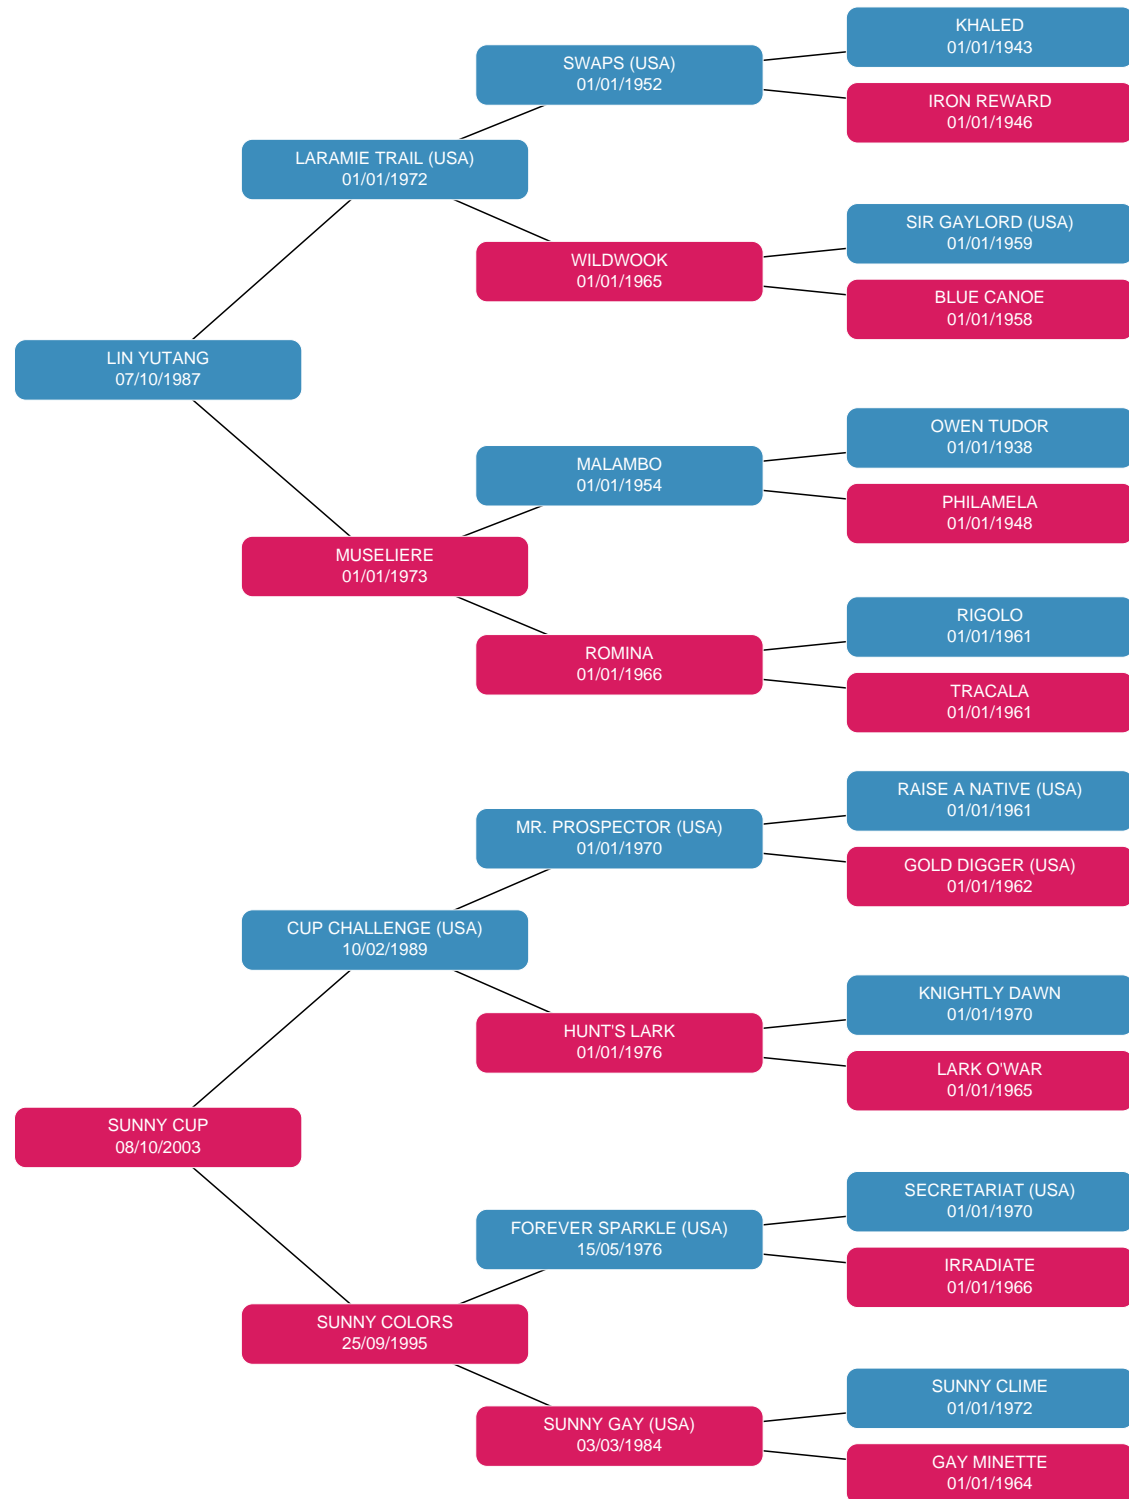 KHALED
01/01/1943
SWAPS (USA)
01/01/1952
IRON REWARD
01/01/1946
LARAMIE TRAIL (USA)
01/01/1972
SIR GAYLORD (USA)
01/01/1959
WILDWOOK
01/01/1965
BLUE CANOE
01/01/1958
LIN YUTANG
07/10/1987
OWEN TUDOR
01/01/1938
MALAMBO
01/01/1954
PHILAMELA
01/01/1948
MUSELIERE
01/01/1973
RIGOLO
01/01/1961
ROMINA
01/01/1966
TRACALA
01/01/1961
RAISE A NATIVE (USA)
01/01/1961
MR. PROSPECTOR (USA)
01/01/1970
GOLD DIGGER (USA)
01/01/1962
CUP CHALLENGE (USA)
10/02/1989
KNIGHTLY DAWN
01/01/1970
HUNT'S LARK
01/01/1976
LARK O'WAR
01/01/1965
SUNNY CUP
08/10/2003
SECRETARIAT (USA)
01/01/1970
FOREVER SPARKLE (USA)
15/05/1976
IRRADIATE
01/01/1966
SUNNY COLORS
25/09/1995
SUNNY CLIME
01/01/1972
SUNNY GAY (USA)
03/03/1984
GAY MINETTE
01/01/1964